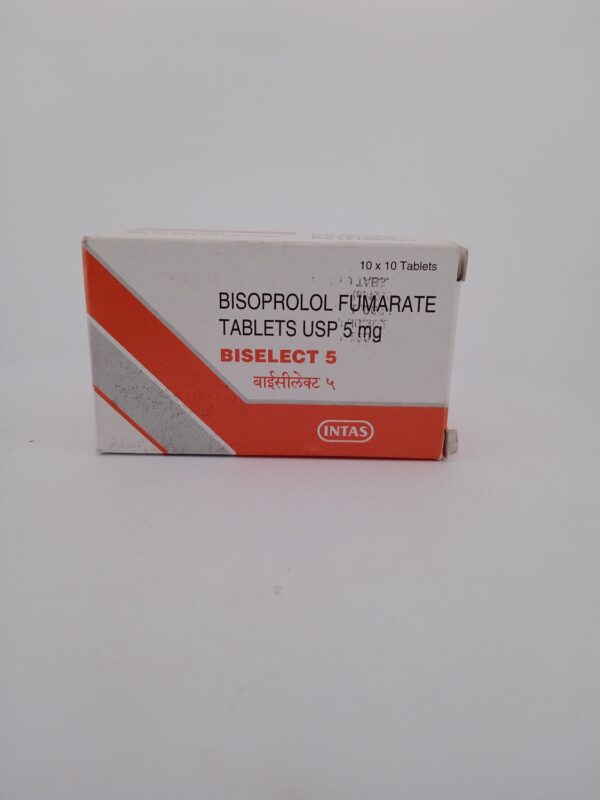 10 x 10 Tablets
BISOPROLOL FUMARATE
TABLETS USP 5 mg
BISELECT 5
बाईसीलेक्ट ५
INTAS